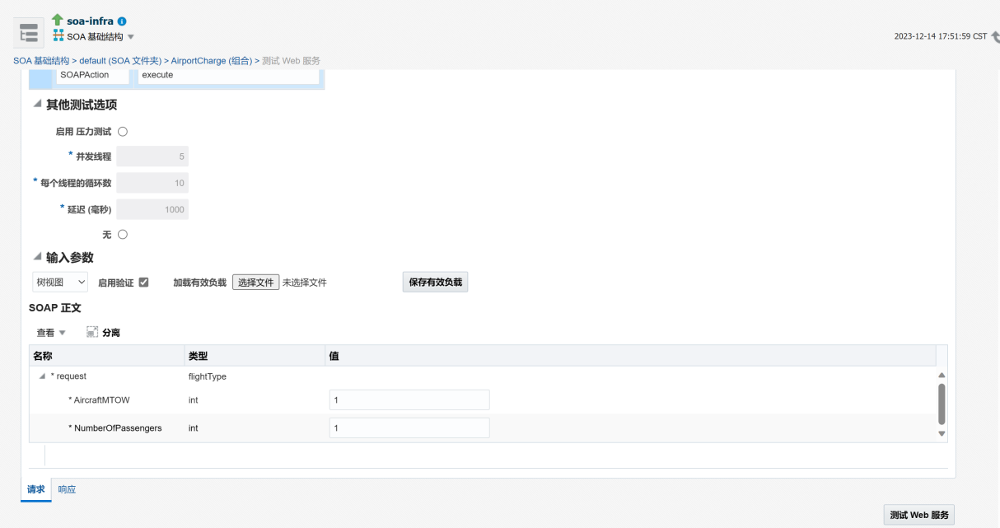 soa-infra
SOA 基础结构
2023-12-14 17:51:59 CST
SOA 基础结构 > default (SOA 文件夹) > AirportCharge (组合) > 测试 Web 服务
SOAPAction execute
其他测试选项
启用 压力测试
* 并发线程 5
* 每个线程的循环数 10
* 延迟 (毫秒) 1000
无
输入参数
树视图 启用验证 加载有效负载 选择文件 未选择文件 保存有效负载
SOAP 正文
查看 分离
名称 类型 值
* request flightType
* AircraftMTOW int 1
* NumberOfPassengers int 1
请求 响应
测试 Web 服务